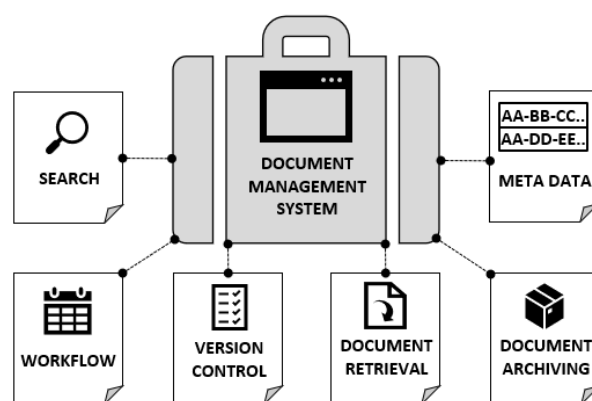 DOCUMENT
MANAGEMENT
SYSTEM
SEARCH
AA-BB-CC..
AA-DD-EE..
META DATA
WORKFLOW
VERSION
CONTROL
DOCUMENT
RETRIEVAL
DOCUMENT
ARCHIVING